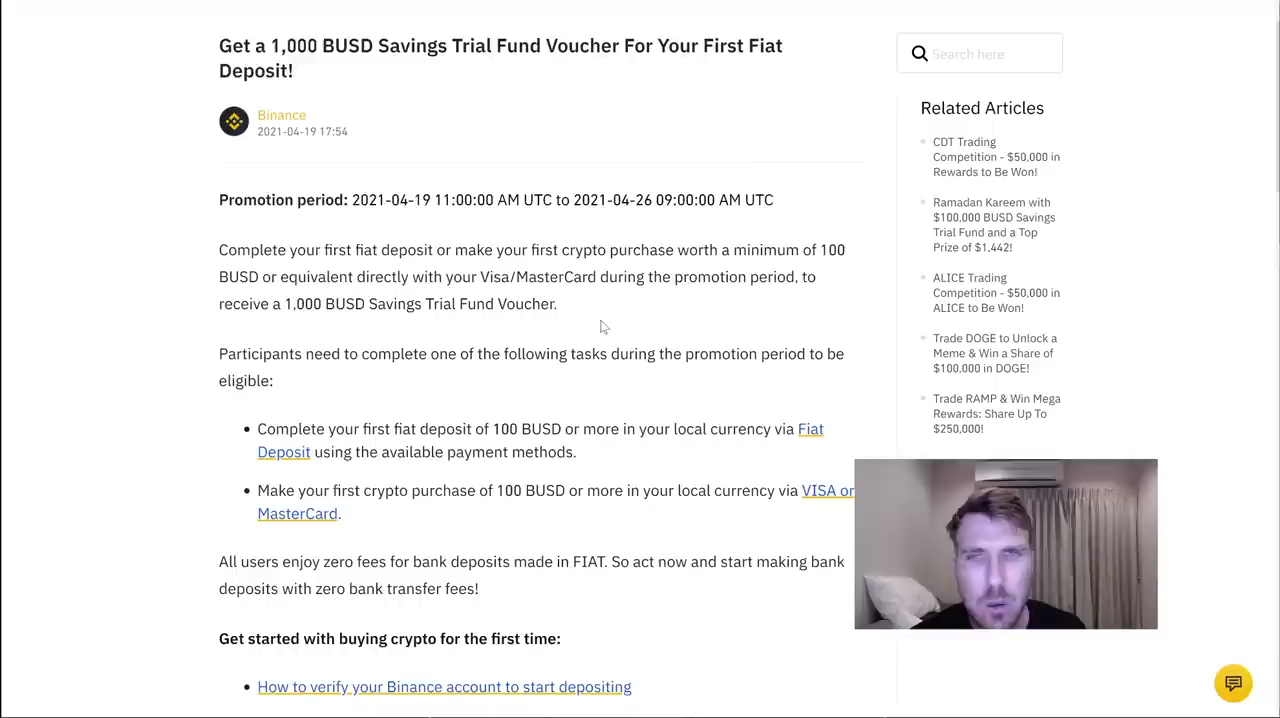 Get a 1,000 BUSD Savings Trial Fund Voucher For Your First Fiat
Deposit!
Binance
2021-04-19 17:54
Promotion period: 2021-04-19 11:00:00 AM UTC to 2021-04-26 09:00:00 AM UTC
Complete your first fiat deposit or make your first crypto purchase worth a minimum of 100
BUSD or equivalent directly with your Visa/MasterCard during the promotion period, to
receive a 1,000 BUSD Savings Trial Fund Voucher.
Participants need to complete one of the following tasks during the promotion period to be
eligible:
Complete your first fiat deposit of 100 BUSD or more in your local currency via Fiat
Deposit using the available payment methods.
Make your first crypto purchase of 100 BUSD or more in your local currency via VISA or
MasterCard.
All users enjoy zero fees for bank deposits made in FIAT. So act now and start making bank
deposits with zero bank transfer fees!
Get started with buying crypto for the first time:
How to verify your Binance account to start depositing
Search here
Related Articles
CDT Trading
Competition - $50,000 in
Rewards to Be Won!
Ramadan Kareem with
$100,000 BUSD Savings
Trial Fund and a Top
Prize of $1,442!
ALICE Trading
Competition - $50,000 in
ALICE to Be Won!
Trade DOGE to Unlock a
Meme & Win a Share of
$100,000 in DOGE!
Trade RAMP & Win Mega
Rewards: Share Up To
$250,000!